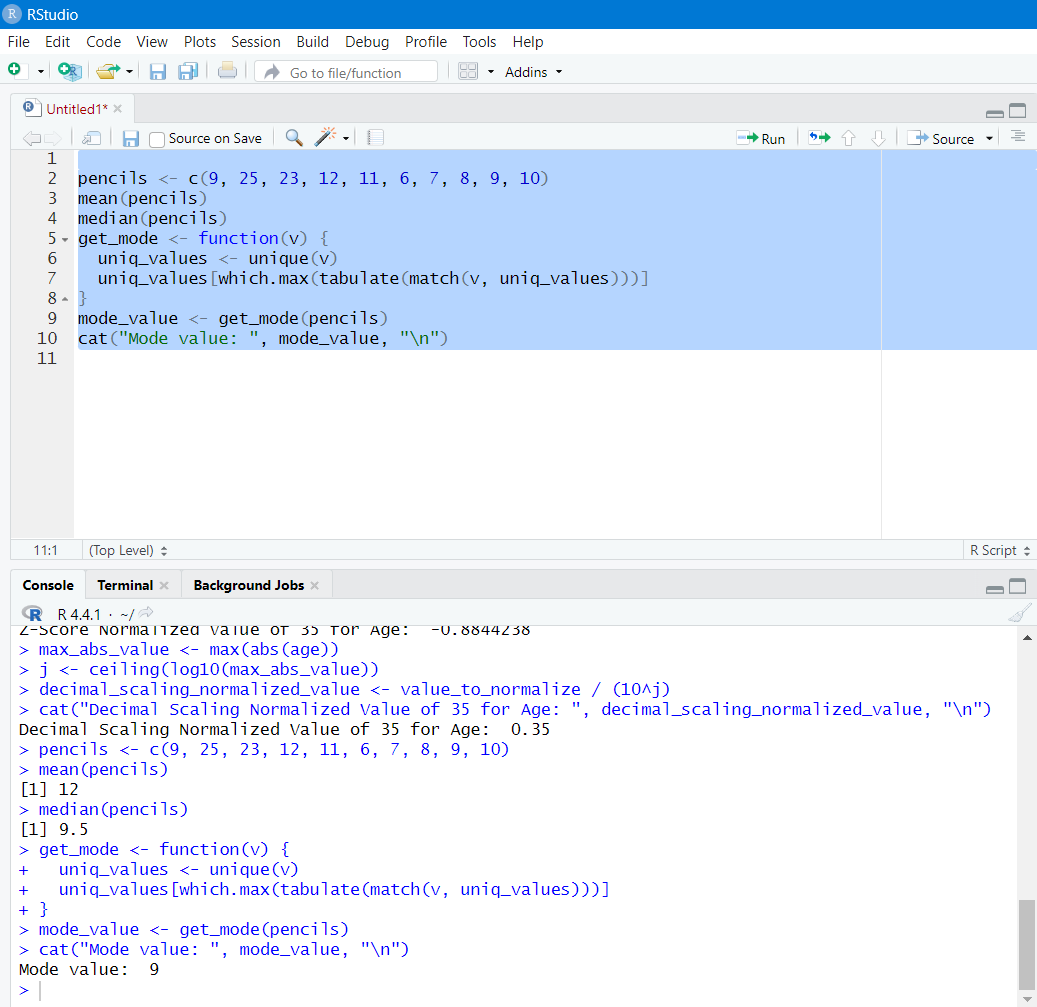 R RStudio
File Edit Code View Plots Session Build Debug Profile Tools Help
Go to file/function Addins
Untitled1*
Source on Save Run Source
1
2 pencils <- c(9, 25, 23, 12, 11, 6, 7, 8, 9, 10)
3 mean(pencils)
4 median(pencils)
5 get_mode <- function(v) {
6   uniq_values <- unique(v)
7   uniq_values[which.max(tabulate(match(v, uniq_values)))]
8 }
9 mode_value <- get_mode(pencils)
10 cat("Mode value: ", mode_value, "\n")
11
11:1 (Top Level) R Script
Console Terminal Background Jobs
R R 4.4.1 · ~/
Z-Score Normalized Value of 35 for Age:  -0.8844238
> max_abs_value <- max(abs(age))
> j <- ceiling(log10(max_abs_value))
> decimal_scaling_normalized_value <- value_to_normalize / (10^j)
> cat("Decimal Scaling Normalized Value of 35 for Age: ", decimal_scaling_normalized_value, "\n")
Decimal Scaling Normalized Value of 35 for Age:  0.35
> pencils <- c(9, 25, 23, 12, 11, 6, 7, 8, 9, 10)
> mean(pencils)
[1] 12
> median(pencils)
[1] 9.5
> get_mode <- function(v) {
+   uniq_values <- unique(v)
+   uniq_values[which.max(tabulate(match(v, uniq_values)))]
+ }
> mode_value <- get_mode(pencils)
> cat("Mode value: ", mode_value, "\n")
Mode value:  9
>